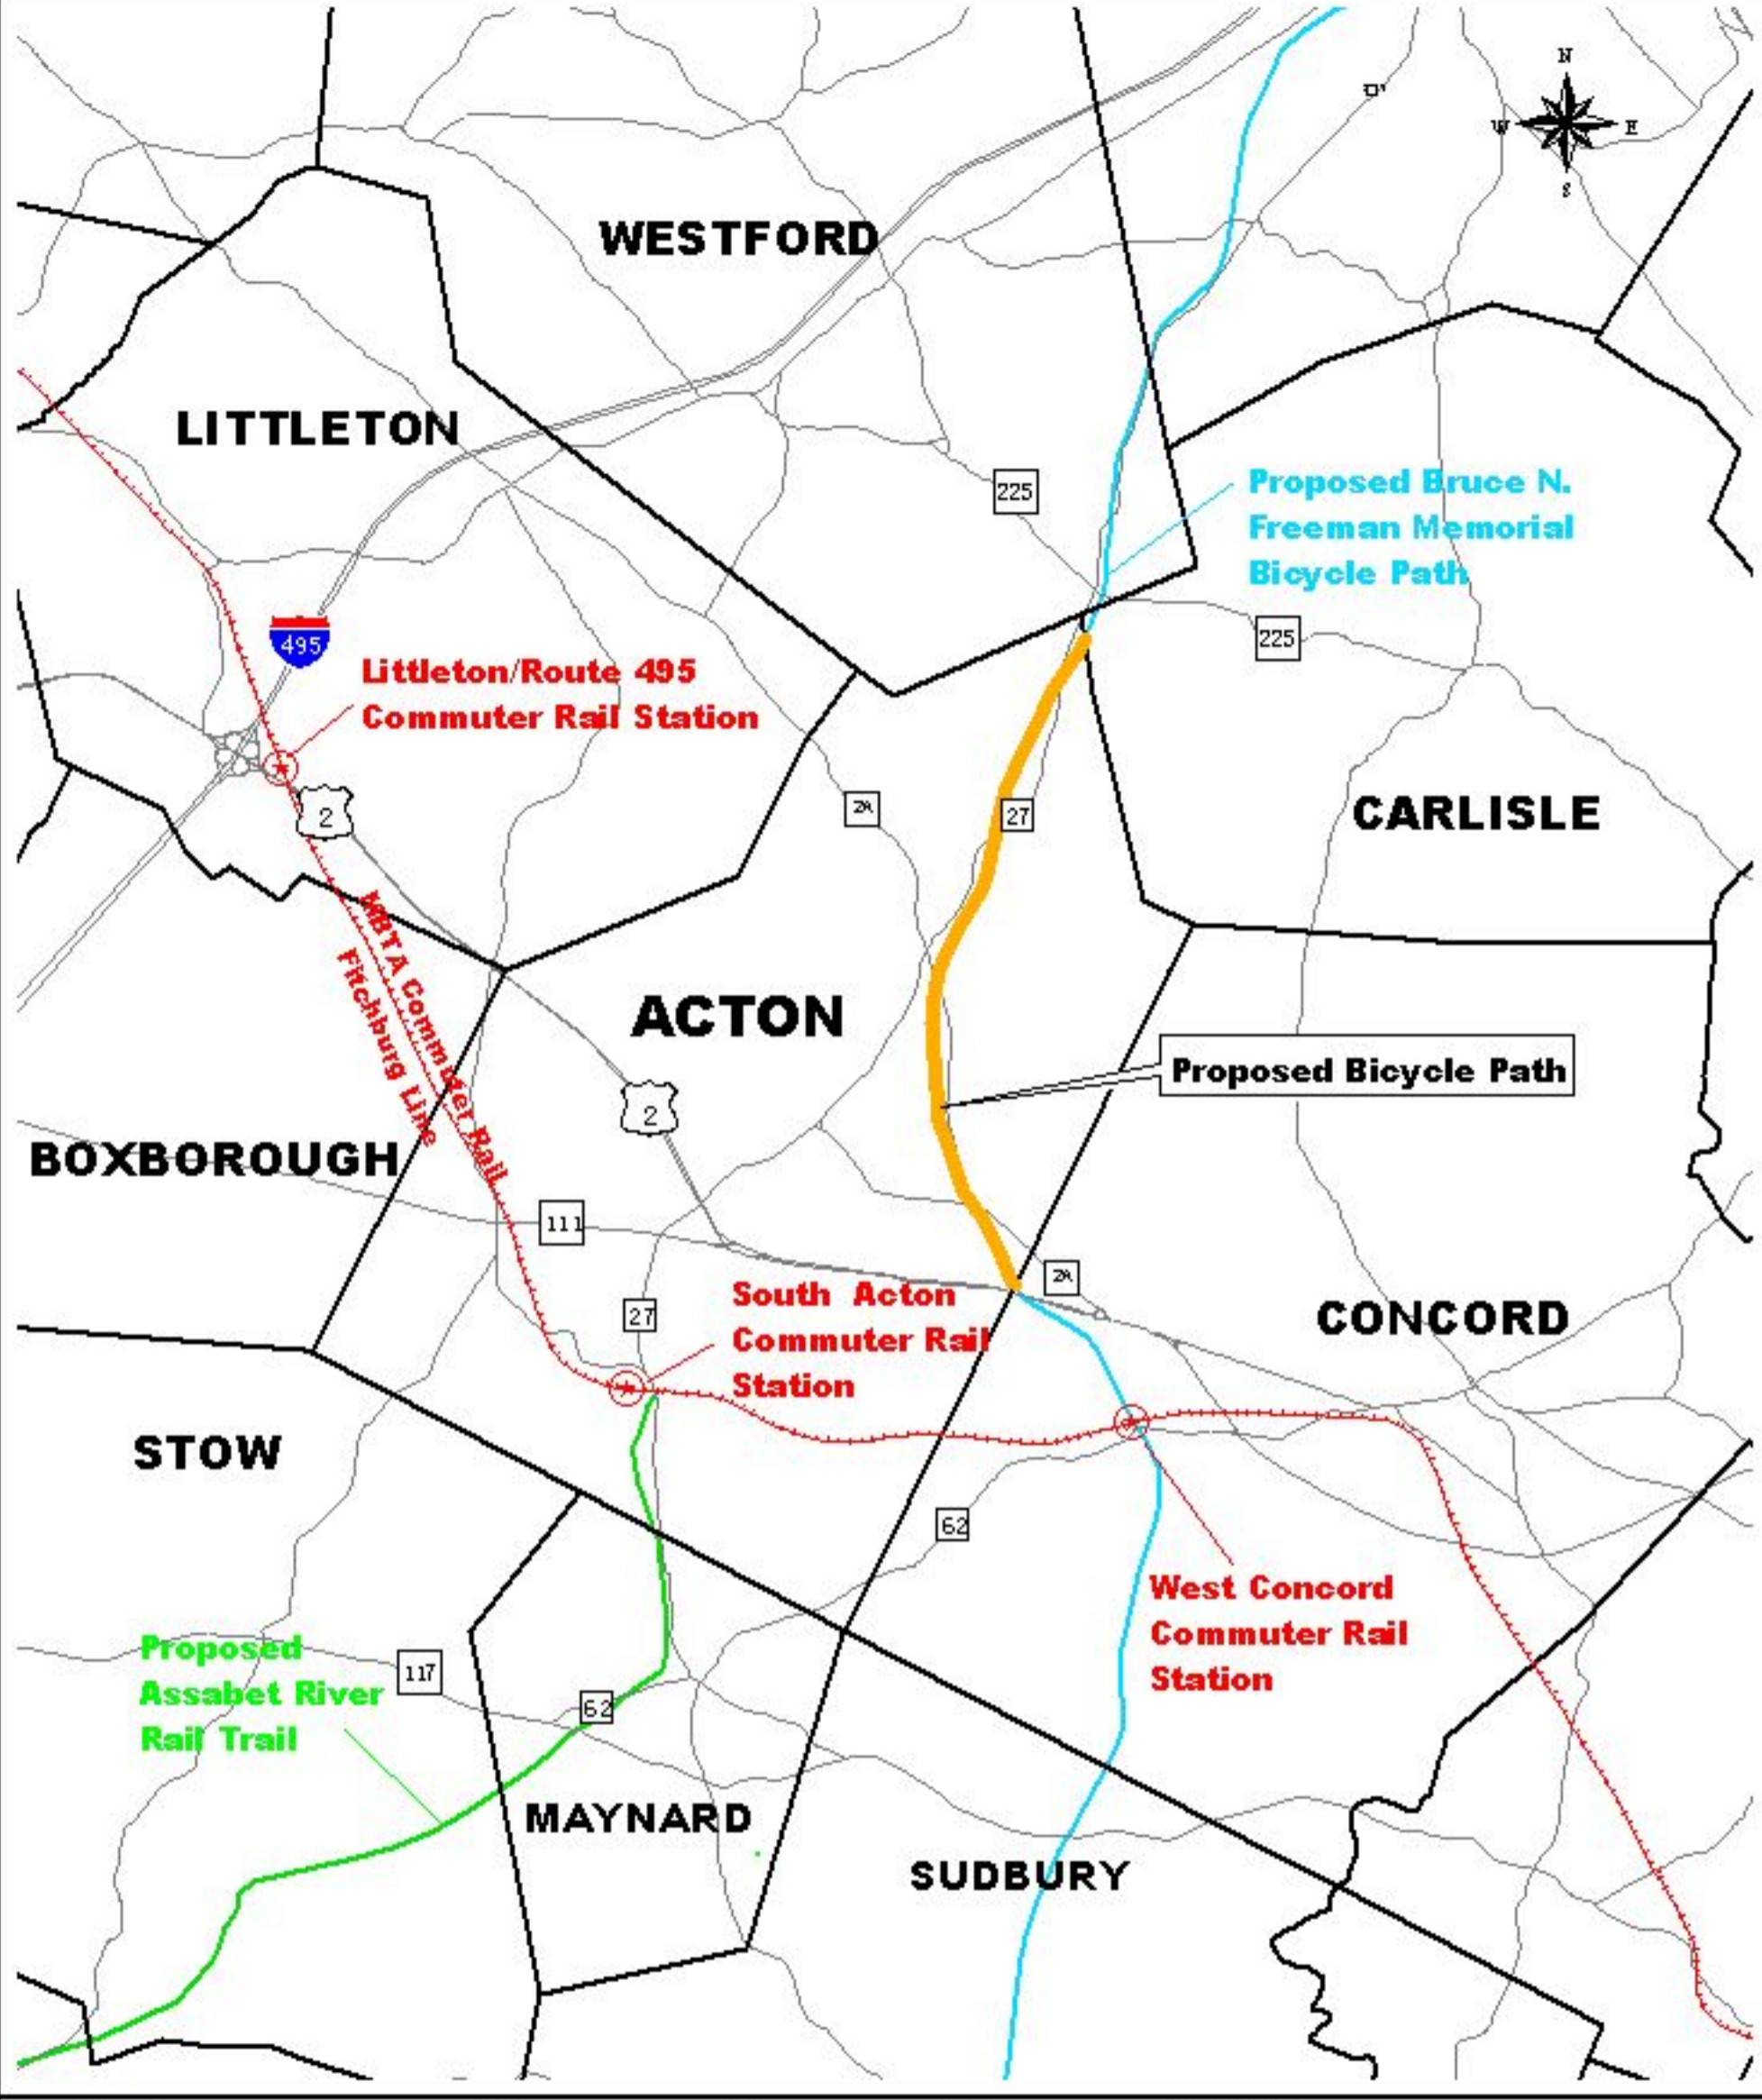 N
W E
S
WESTFORD
LITTLETON
225
Proposed Bruce N.
Freeman Memorial
Bicycle Path
495
225
Littleton/Route 495
Commuter Rail Station
2
2A
27
CARLISLE
MBTA Commuter Rail
Fitchburg Line
ACTON
Proposed Bicycle Path
2
BOXBOROUGH
111
2A
South Acton
Commuter Rail
Station
27
CONCORD
STOW
62
West Concord
Commuter Rail
Station
Proposed
Assabet River
Rail Trail
117
62
MAYNARD
SUDBURY